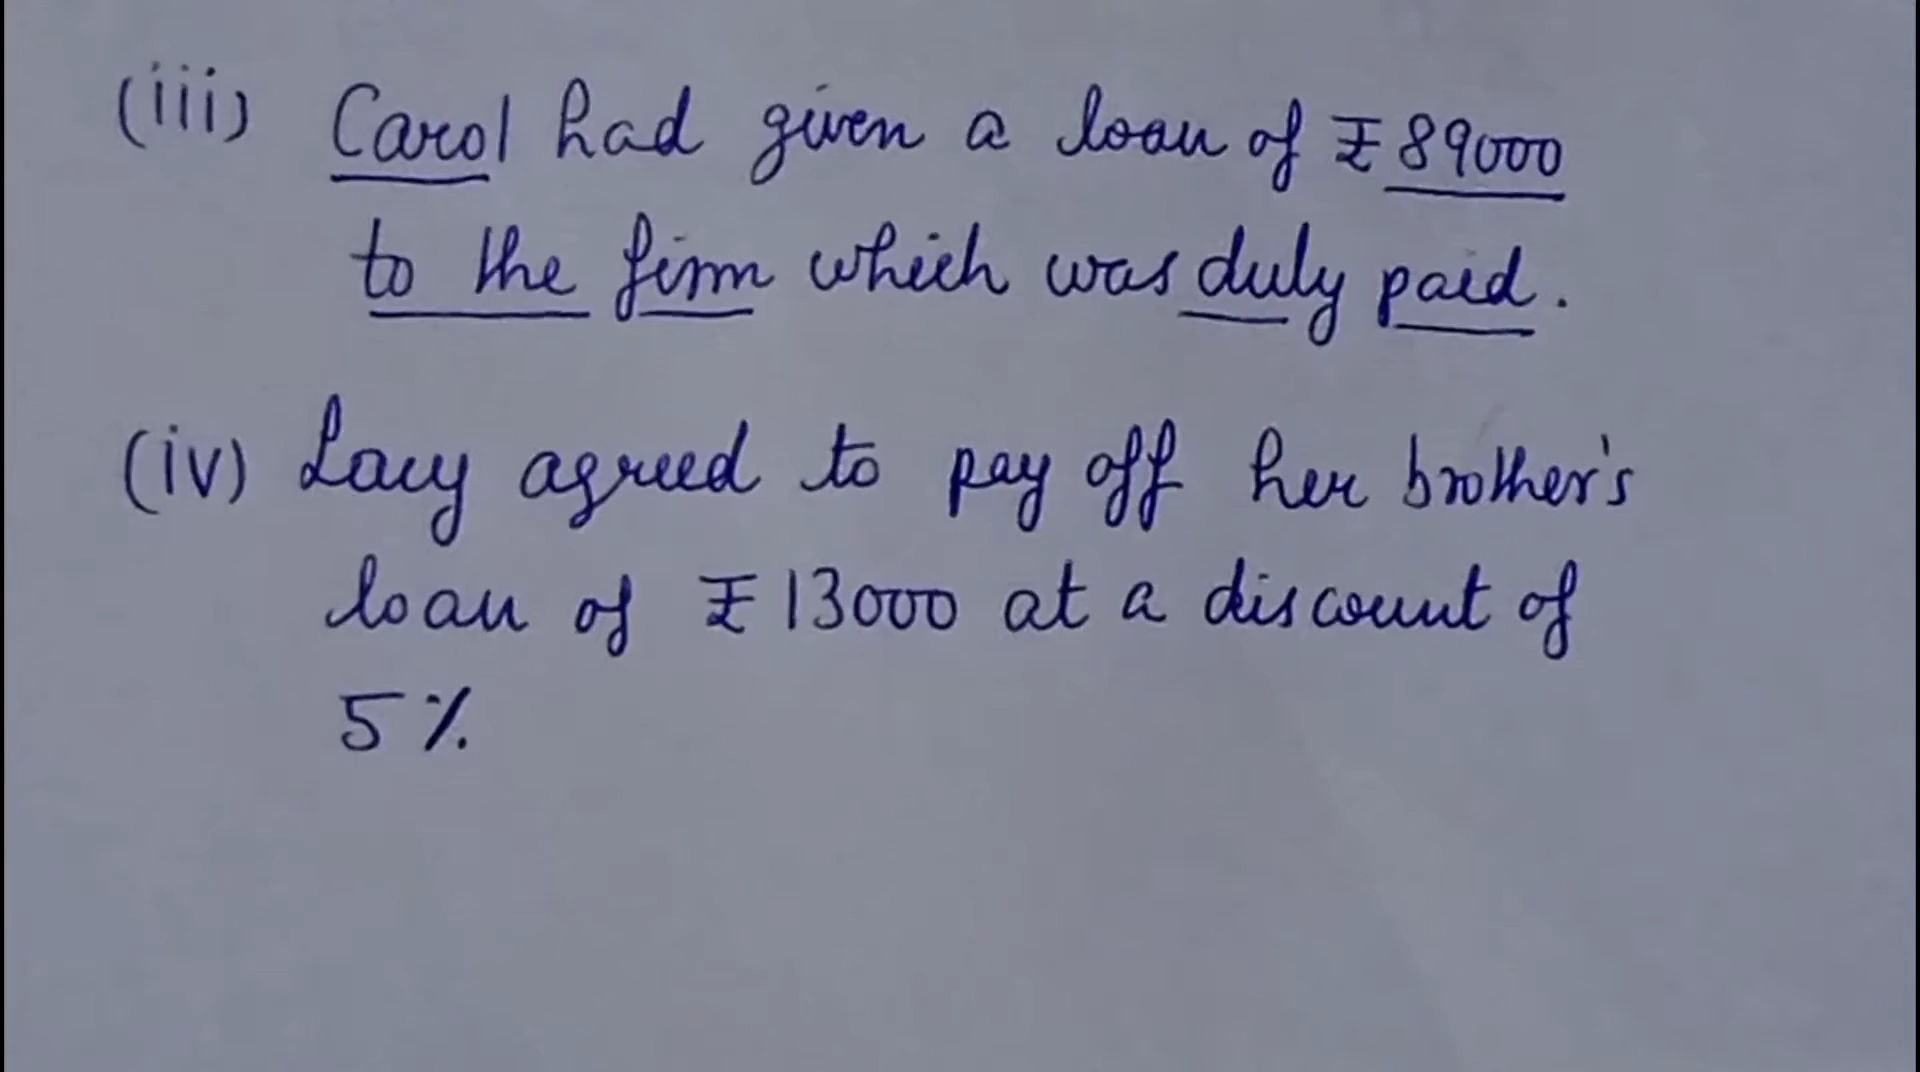 (iii) Carol had given a loan of ₹89000
to the firm which was duly paid.
(iv) Lacy agreed to pay off her brother's
loan of ₹13000 at a discount of
5%